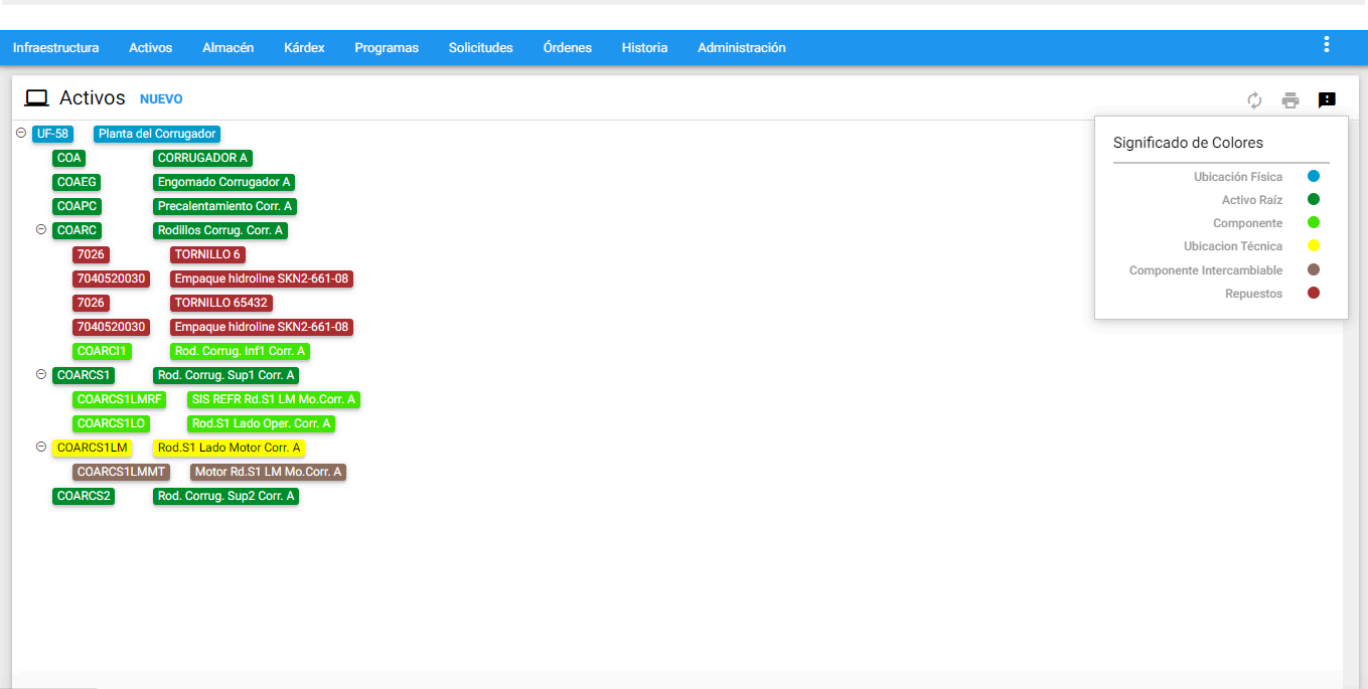 Infraestructura Activos Almacén Kárdex Programas Solicitudes Órdenes Historia Administración
Activos NUEVO
UF-58 Planta del Corrugador
COA CORRUGADOR A
COAEG Engomado Corrugador A
COAPC Precalentamiento Corr. A
COARC Rodillos Corrug. Corr. A
7026 TORNILLO 6
7040520030 Empaque hidroline SKN2-661-08
7026 TORNILLO 65432
7040520030 Empaque hidroline SKN2-661-08
COARCI1 Rod. Corrug. Inf1 Corr. A
COARCS1 Rod. Corrug. Sup1 Corr. A
COARCS1LMRF SIS REFR Rd.S1 LM Mo.Corr. A
COARCS1LO Rod.S1 Lado Oper. Corr. A
COARCS1LM Rod.S1 Lado Motor Corr. A
COARCS1LMMT Motor Rd.S1 LM Mo.Corr. A
COARCS2 Rod. Corrug. Sup2 Corr. A
Significado de Colores
Ubicación Física
Activo Raíz
Componente
Ubicacion Técnica
Componente Intercambiable
Repuestos